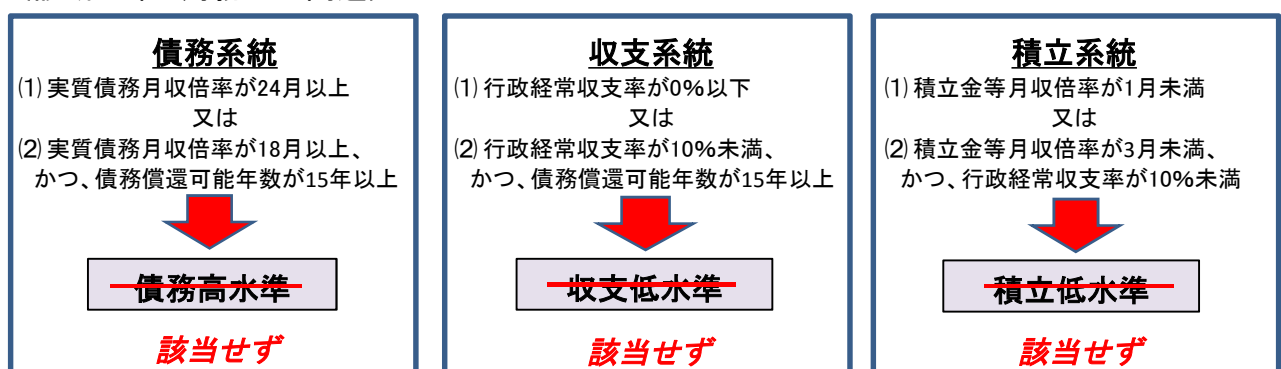 債務系統
⑴ 実質債務月収倍率が24月以上
又は
⑵ 実質債務月収倍率が18月以上、
かつ、債務償還可能年数が15年以上
債務高水準
該当せず
収支系統
⑴ 行政経常収支率が0%以下
又は
⑵ 行政経常収支率が10%未満、
かつ、債務償還可能年数が15年以上
収支低水準
該当せず
積立系統
⑴ 積立金等月収倍率が1月未満
又は
⑵ 積立金等月収倍率が3月未満、
かつ、行政経常収支率が10%未満
積立低水準
該当せず